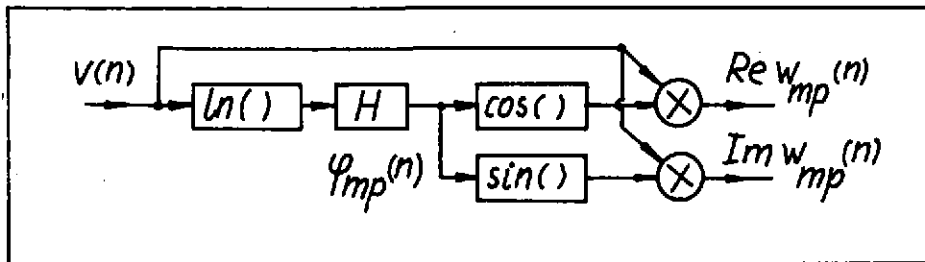 v(n)
ln()
H
cos()
Re w_mp(n)
φ_mp(n)
sin()
Im w_mp(n)